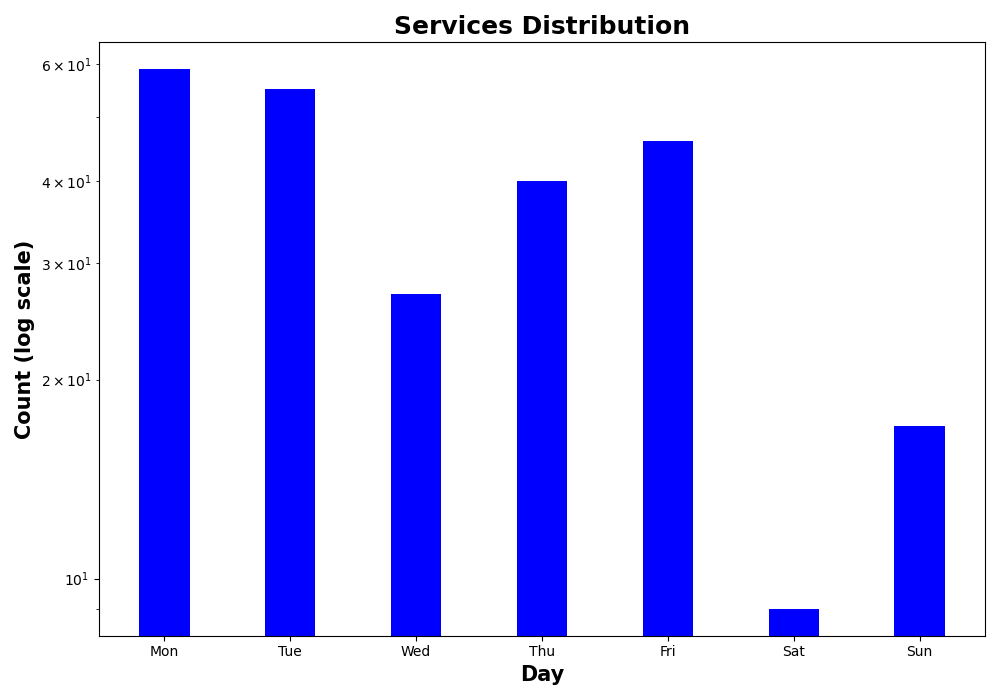 Services Distribution
Count (log scale)
6 × 10¹
4 × 10¹
3 × 10¹
2 × 10¹
10¹
Mon Tue Wed Thu Fri Sat Sun
Day